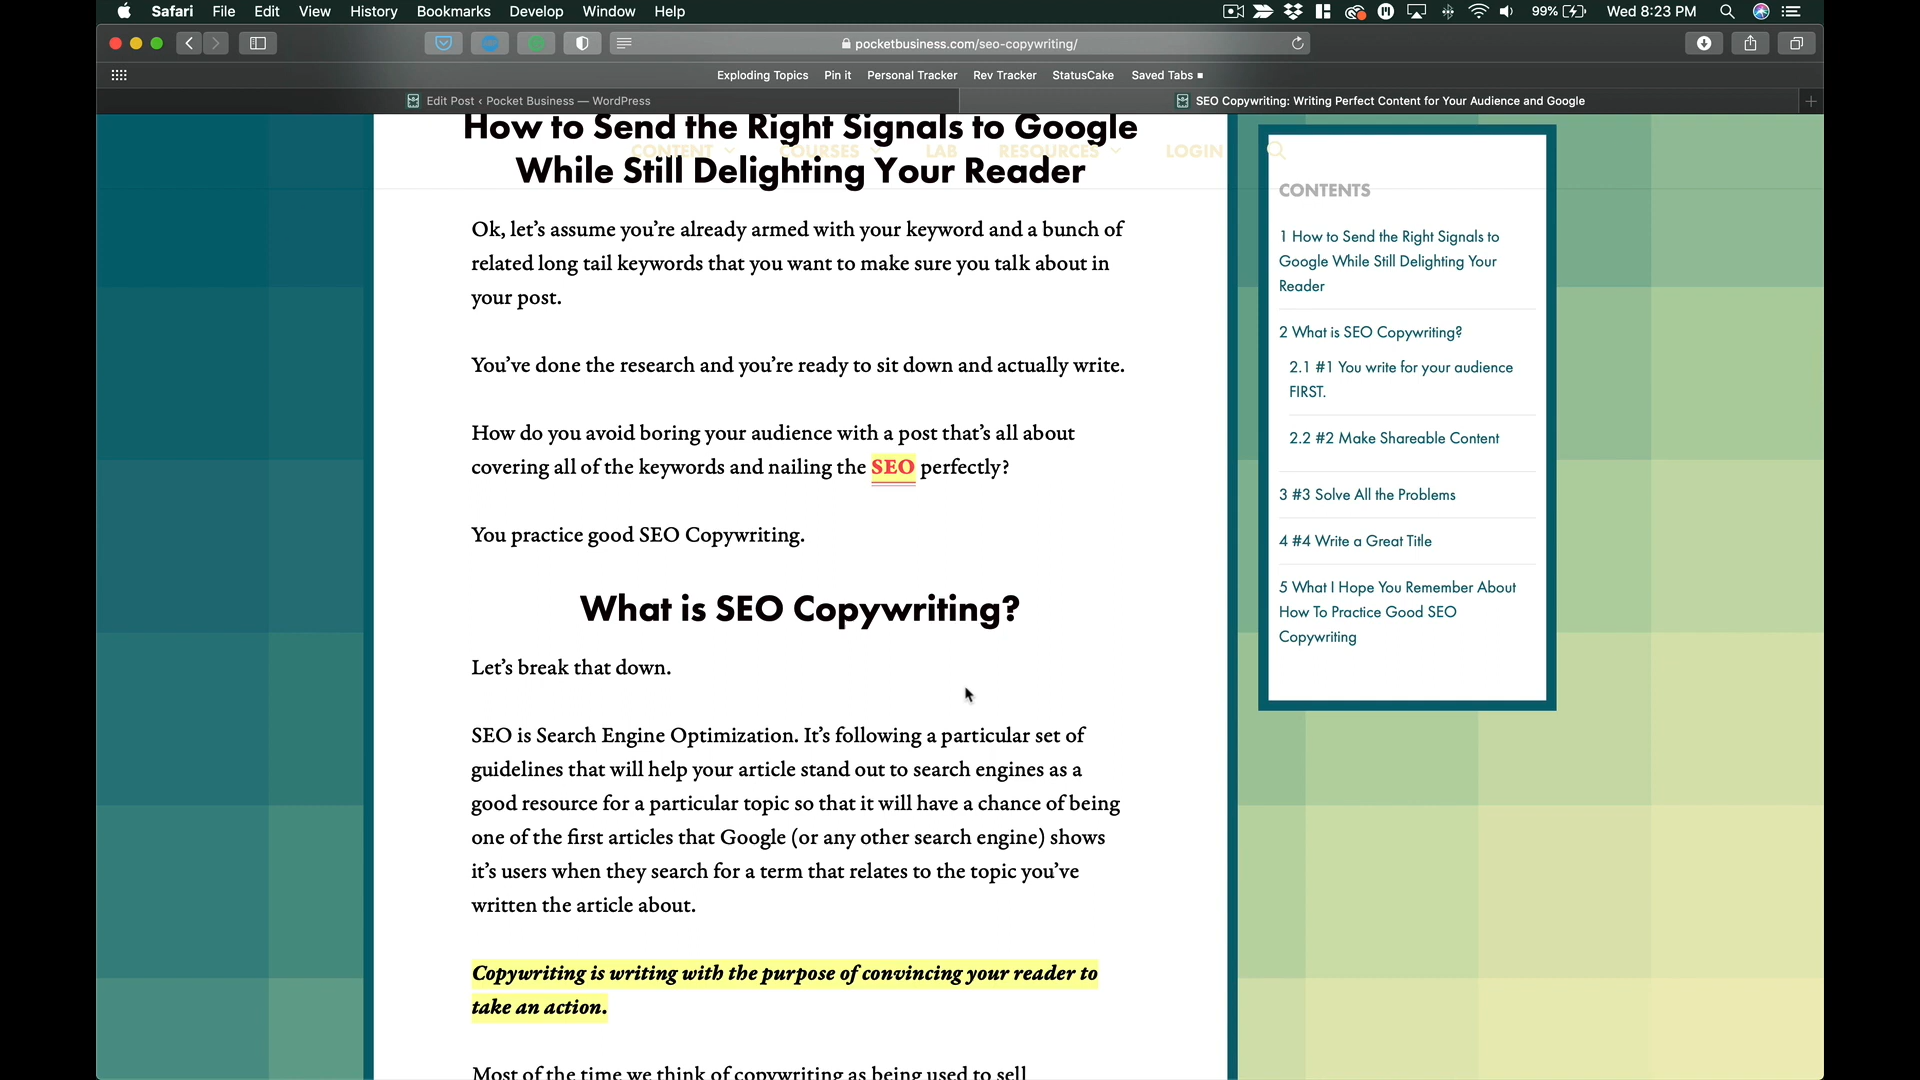 Safari File Edit View History Bookmarks Develop Window Help 99% Wed 8:23 PM
pocketbusiness.com/seo-copywriting/
Exploding Topics Pin it Personal Tracker Rev Tracker StatusCake Saved Tabs
Edit Post ‹ Pocket Business — WordPress
SEO Copywriting: Writing Perfect Content for Your Audience and Google
CONTENT COURSES LAB RESOURCES LOGIN
How to Send the Right Signals to Google
While Still Delighting Your Reader
Ok, let's assume you're already armed with your keyword and a bunch of
related long tail keywords that you want to make sure you talk about in
your post.
You've done the research and you're ready to sit down and actually write.
How do you avoid boring your audience with a post that's all about
covering all of the keywords and nailing the SEO perfectly?
You practice good SEO Copywriting.
What is SEO Copywriting?
Let's break that down.
SEO is Search Engine Optimization. It's following a particular set of
guidelines that will help your article stand out to search engines as a
good resource for a particular topic so that it will have a chance of being
one of the first articles that Google (or any other search engine) shows
it's users when they search for a term that relates to the topic you've
written the article about.
Copywriting is writing with the purpose of convincing your reader to
take an action.
Most of the time we think of copywriting as being used to sell
CONTENTS
1 How to Send the Right Signals to
Google While Still Delighting Your
Reader
2 What is SEO Copywriting?
2.1 #1 You write for your audience
FIRST.
2.2 #2 Make Shareable Content
3 #3 Solve All the Problems
4 #4 Write a Great Title
5 What I Hope You Remember About
How To Practice Good SEO
Copywriting